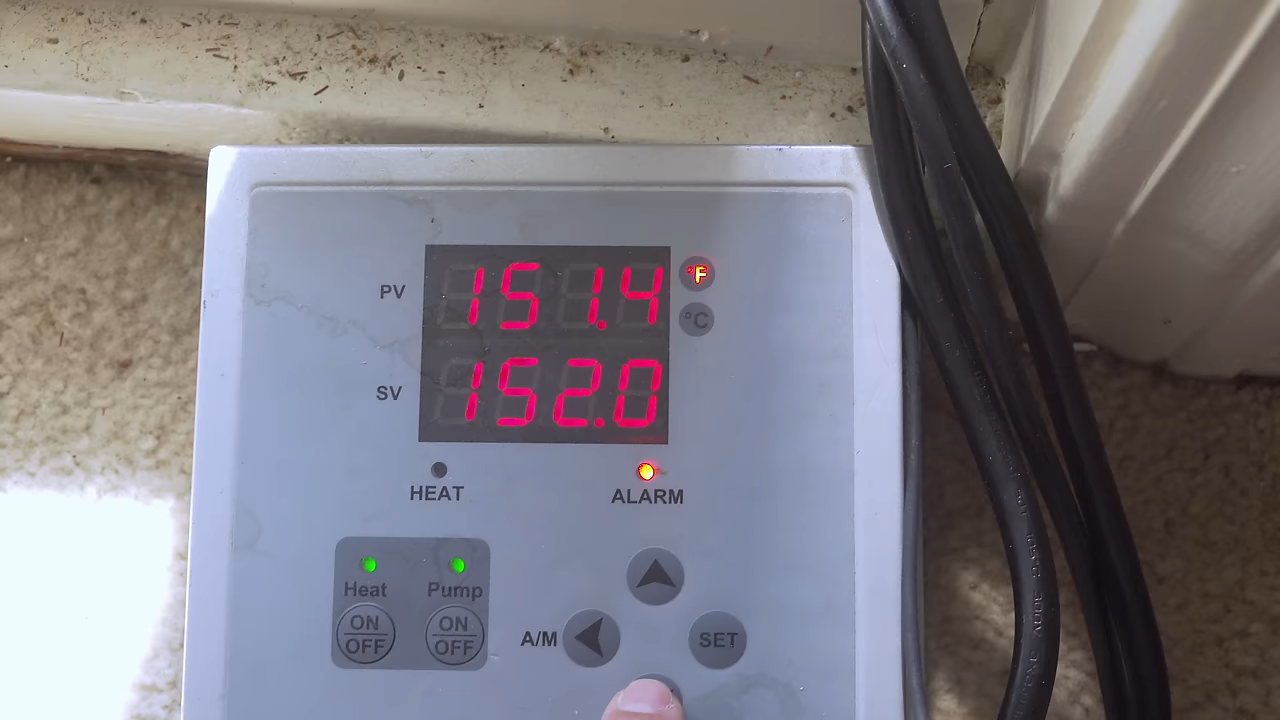 PV 151.4 °F
°C
SV 152.0
HEAT ALARM
Heat Pump
ON OFF ON OFF
A/M SET